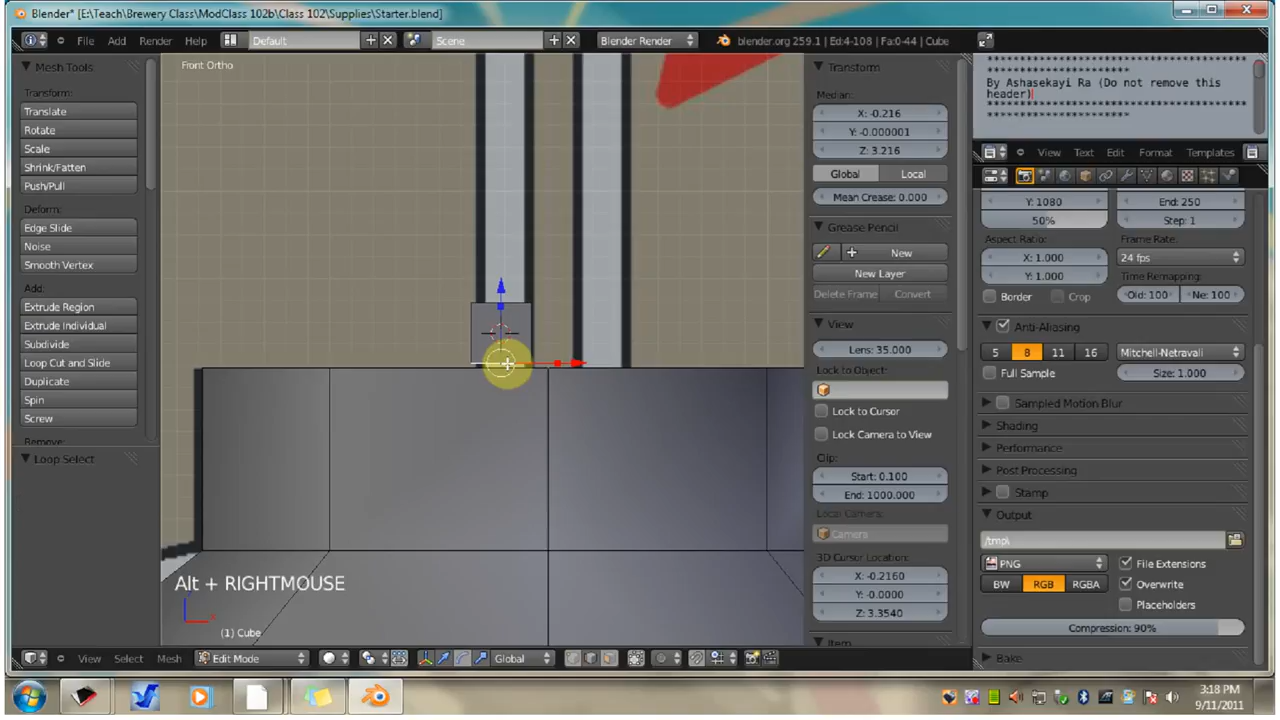 Blender* [E:\Teach\Brewery Class\ModClass 102b\Class 102\Supplies\Starter.blend]
File Add Render Help Default Scene Blender Render blender.org 259.1 | Ed:4-108 | Fa:0-44 | Cube
Mesh Tools
Transform:
Translate
Rotate
Scale
Shrink/Fatten
Push/Pull
Deform:
Edge Slide
Noise
Smooth Vertex
Add:
Extrude Region
Extrude Individual
Subdivide
Loop Cut and Slide
Duplicate
Spin
Screw
Remove:
Loop Select
Front Ortho
Alt + RIGHTMOUSE
(1) Cube
View Select Mesh Edit Mode Global
Transform
Median:
X: -0.216
Y: -0.000001
Z: 3.216
Global Local
Mean Crease: 0.000
Grease Pencil
New
New Layer
Delete Frame Convert
View
Lens: 35.000
Lock to Object:
Lock to Cursor
Lock Camera to View
Clip:
Start: 0.100
End: 1000.000
Local Camera:
Camera
3D Cursor Location:
X: -0.2160
Y: -0.0000
Z: 3.3540
Item
By Ashasekayi Ra (Do not remove this
header)
View Text Edit Format Templates
Y: 1080 End: 250
50% Step: 1
Aspect Ratio: Frame Rate:
X: 1.000 24 fps
Y: 1.000 Time Remapping:
Border Crop Old: 100 Ne: 100
Anti-Aliasing
5 8 11 16 Mitchell-Netravali
Full Sample Size: 1.000
Sampled Motion Blur
Shading
Performance
Post Processing
Stamp
Output
/tmp\
PNG File Extensions
BW RGB RGBA Overwrite
Placeholders
Compression: 90%
Bake
3:18 PM
9/11/2011